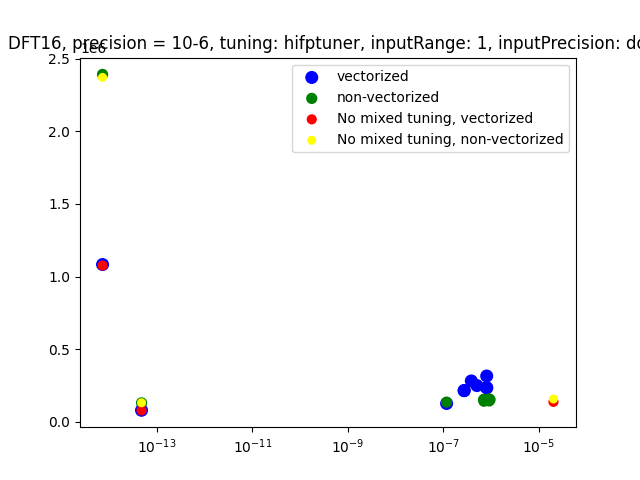 DFT16, precision = 10-6, tuning: hifptuner, inputRange: 1, inputPrecision: do
1e6
2.5
2.0
1.5
1.0
0.5
0.0
vectorized
non-vectorized
No mixed tuning, vectorized
No mixed tuning, non-vectorized
10⁻¹³ 10⁻¹¹ 10⁻⁹ 10⁻⁷ 10⁻⁵